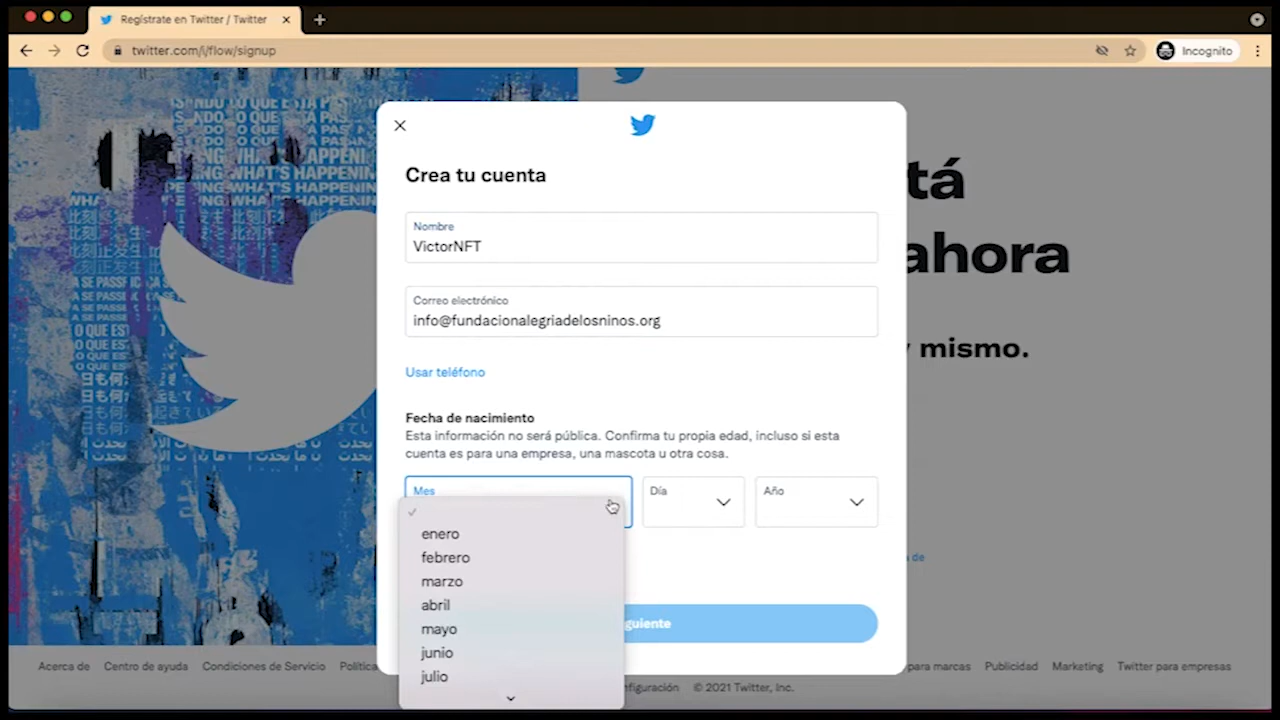 Regístrate en Twitter / Twitter
twitter.com/i/flow/signup
Incognito
WHAT'S HAPPENING
tá
ahora
mismo.
Crea tu cuenta
Nombre
VictorNFT
Correo electrónico
info@fundacionalegriadelosninos.org
Usar teléfono
Fecha de nacimiento
Esta información no será pública. Confirma tu propia edad, incluso si esta
cuenta es para una empresa, una mascota u otra cosa.
Mes
Día
Año
enero
febrero
marzo
abril
mayo
junio
julio
guiente
de
Acerca de Centro de ayuda Condiciones de Servicio Política
para marcas Publicidad Marketing Twitter para empresas
nfiguración © 2021 Twitter, Inc.